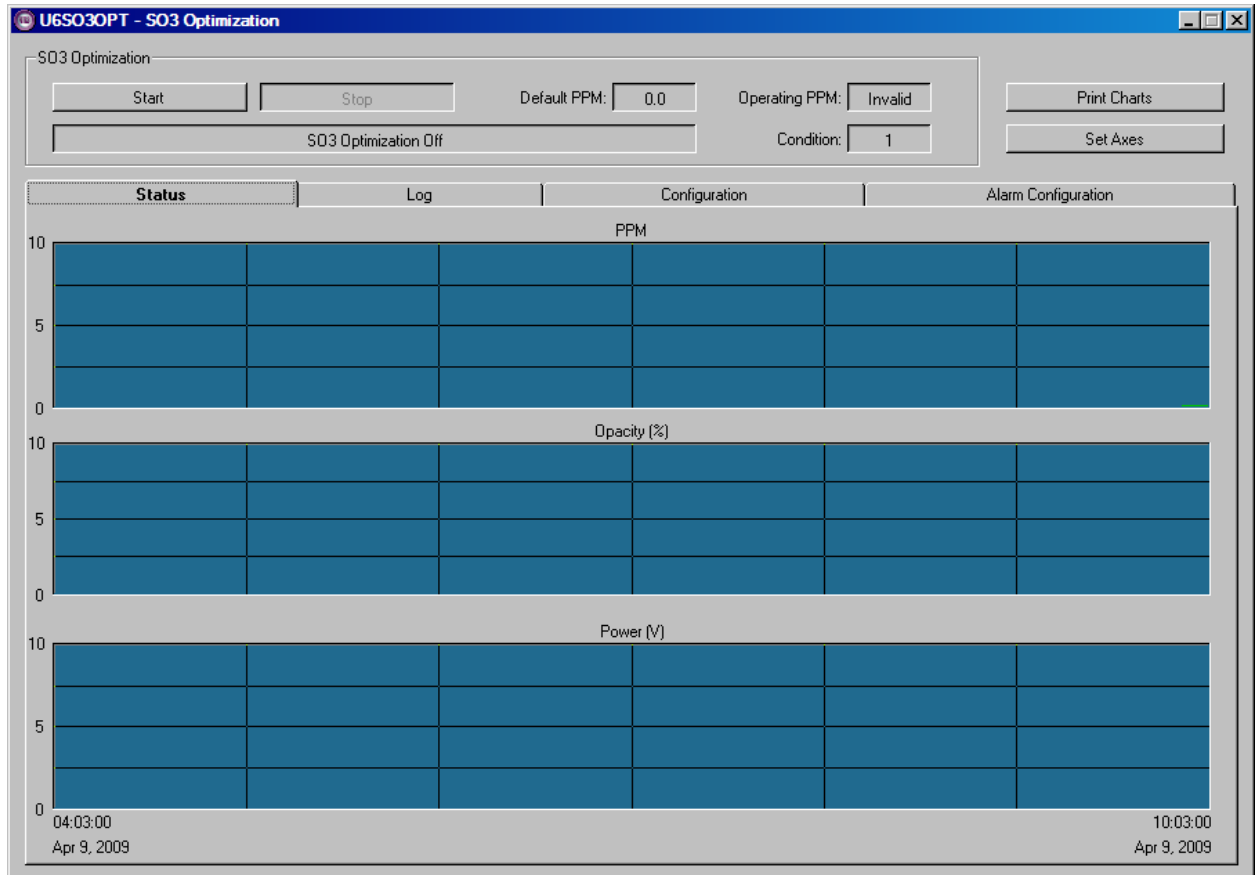 U6SO3OPT - SO3 Optimization
SO3 Optimization
Start
Stop
Default PPM:
0.0
Operating PPM:
Invalid
Print Charts
SO3 Optimization Off
Condition:
1
Set Axes
Status
Log
Configuration
Alarm Configuration
PPM
10
5
0
Opacity (%)
10
5
0
Power (V)
10
5
0
04:03:00
10:03:00
Apr 9, 2009
Apr 9, 2009